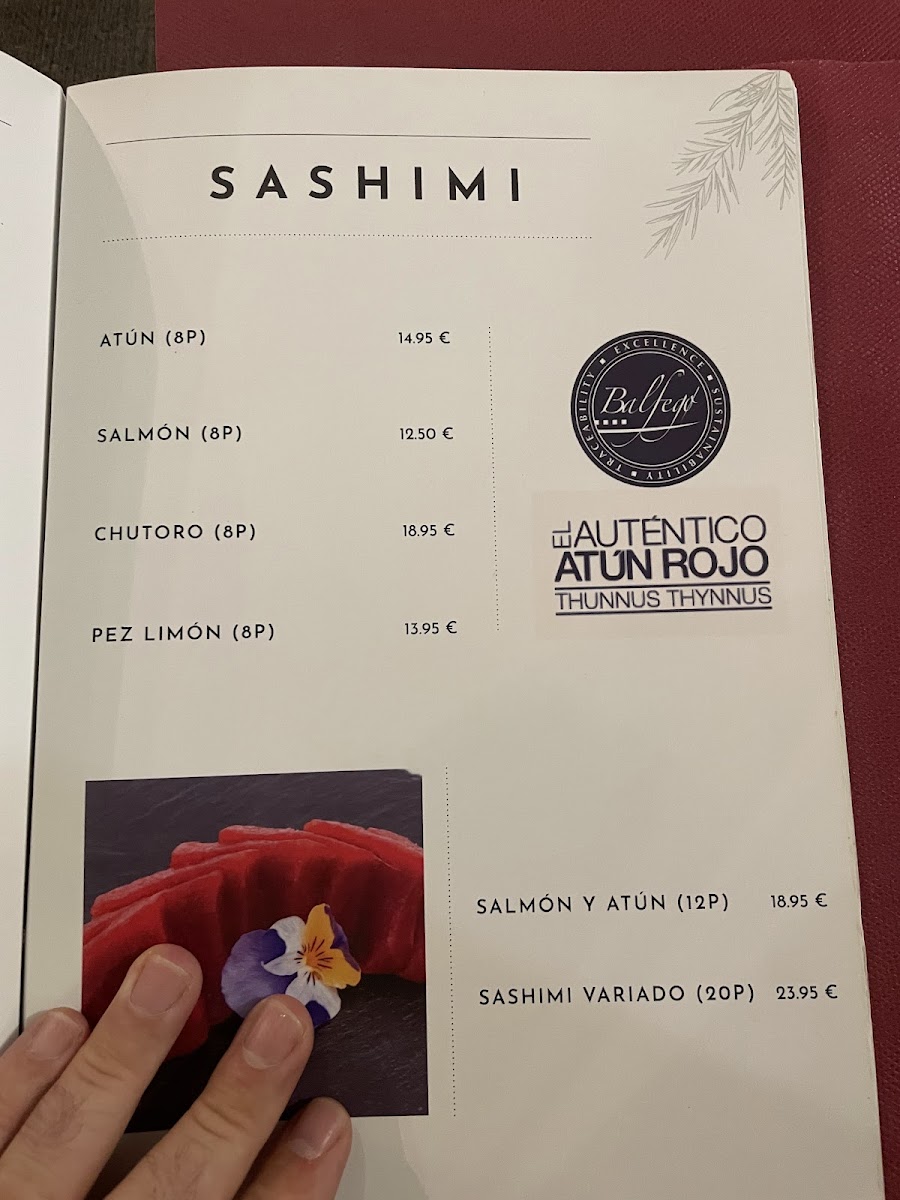 SASHIMI
ATÚN (8P) 14.95 €
SALMÓN (8P) 12.50 €
CHUTORO (8P) 18.95 €
PEZ LIMÓN (8P) 13.95 €
EXCELLENCE ▪ SUSTAINABILITY ▪ TRACEABILITY ▪
Balfegó
EL AUTÉNTICO
ATÚN ROJO
THUNNUS THYNNUS
SALMÓN Y ATÚN (12P) 18.95 €
SASHIMI VARIADO (20P) 23.95 €